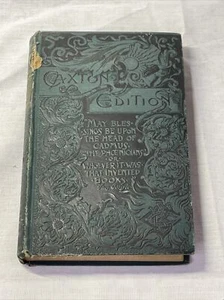 CAXTON
EDITION
MAY BLES-
SINGS BE UPON
THE HEAD OF
CADMUS,
THE PHŒNICIANS
OR
WHOEVER IT WAS
THAT INVENTED
BOOKS